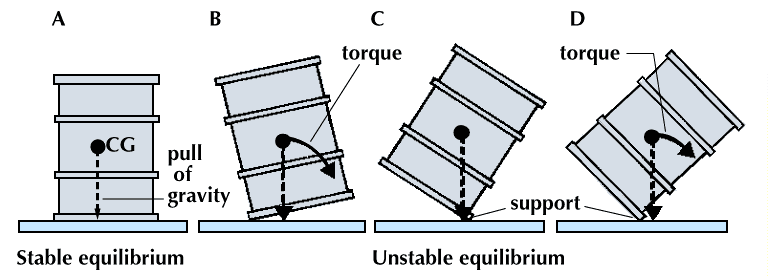 A
B
C
D
torque
torque
CG
pull
of
gravity
support
Stable equilibrium
Unstable equilibrium